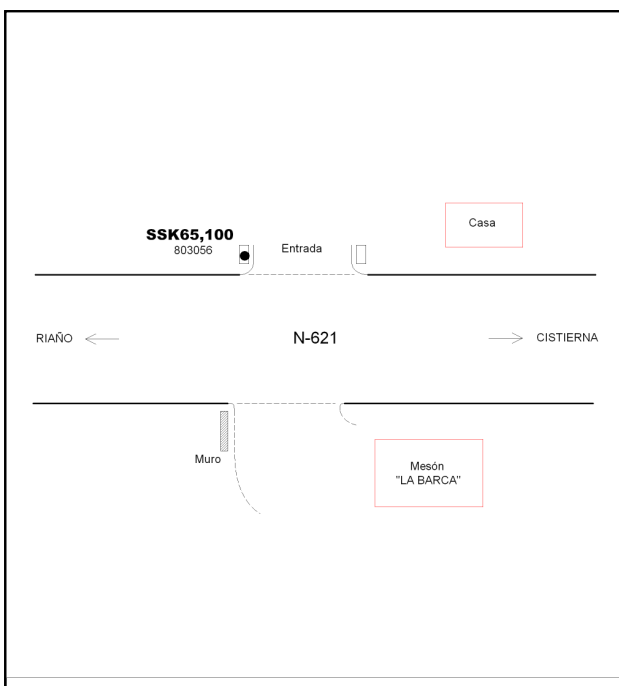 Casa
SSK65,100
803056
Entrada
RIAÑO
N-621
CISTIERNA
Muro
Mesón
"LA BARCA"